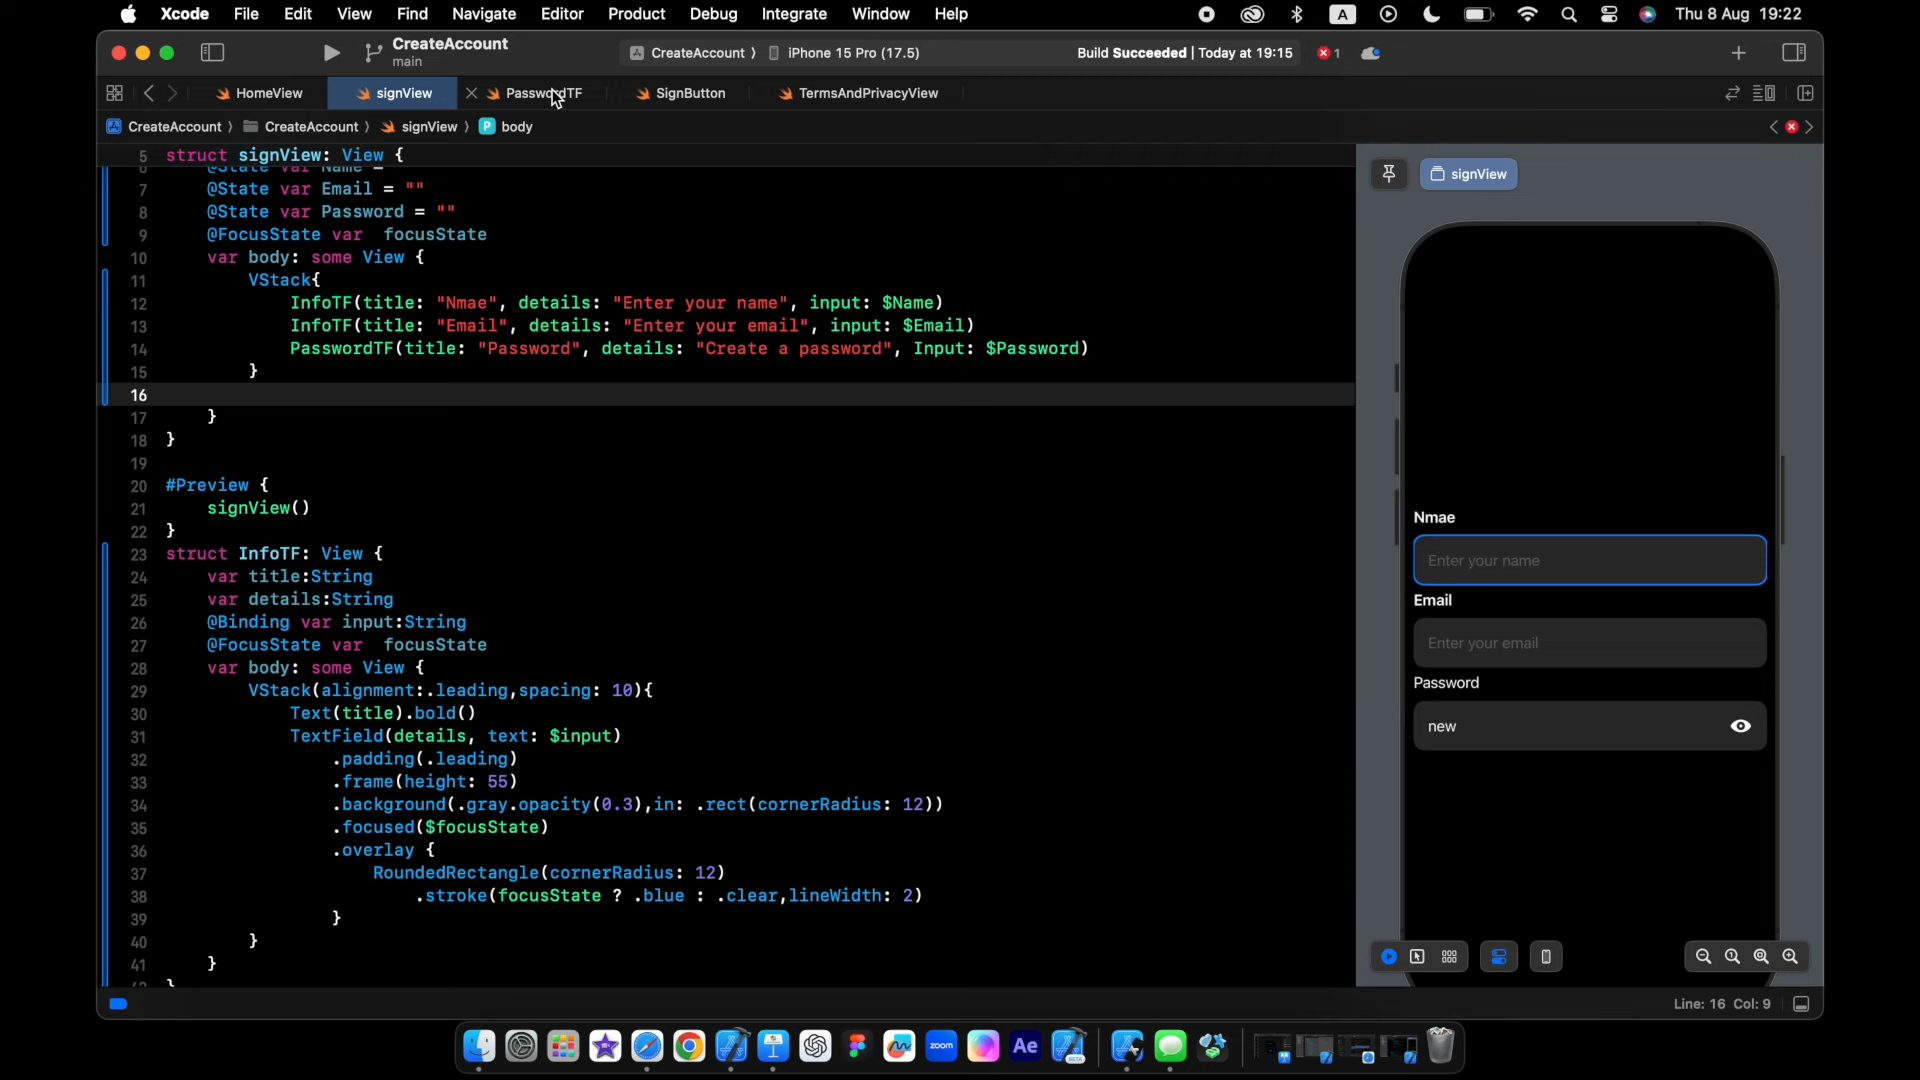 Xcode File Edit View Find Navigate Editor Product Debug Integrate Window Help A Thu 8 Aug 19:22
CreateAccount
main
CreateAccount 〉 iPhone 15 Pro (17.5) Build Succeeded | Today at 19:15 1
HomeView signView PasswordTF SignButton TermsAndPrivacyView
CreateAccount 〉 CreateAccount 〉 signView 〉 P body
5 struct signView: View {
@State var Name =
7 @State var Email = ""
8 @State var Password = ""
9 @FocusState var focusState
10 var body: some View {
11 VStack{
12 InfoTF(title: "Nmae", details: "Enter your name", input: $Name)
13 InfoTF(title: "Email", details: "Enter your email", input: $Email)
14 PasswordTF(title: "Password", details: "Create a password", Input: $Password)
15 }
16
17 }
18 }
19
20 #Preview {
21 signView()
22 }
23 struct InfoTF: View {
24 var title:String
25 var details:String
26 @Binding var input:String
27 @FocusState var focusState
28 var body: some View {
29 VStack(alignment:.leading,spacing: 10){
30 Text(title).bold()
31 TextField(details, text: $input)
32 .padding(.leading)
33 .frame(height: 55)
34 .background(.gray.opacity(0.3),in: .rect(cornerRadius: 12))
35 .focused($focusState)
36 .overlay {
37 RoundedRectangle(cornerRadius: 12)
38 .stroke(focusState ? .blue : .clear,lineWidth: 2)
39 }
40 }
41 }
signView
Nmae
Enter your name
Email
Enter your email
Password
new
Line: 16 Col: 9
zoom Ae BETA